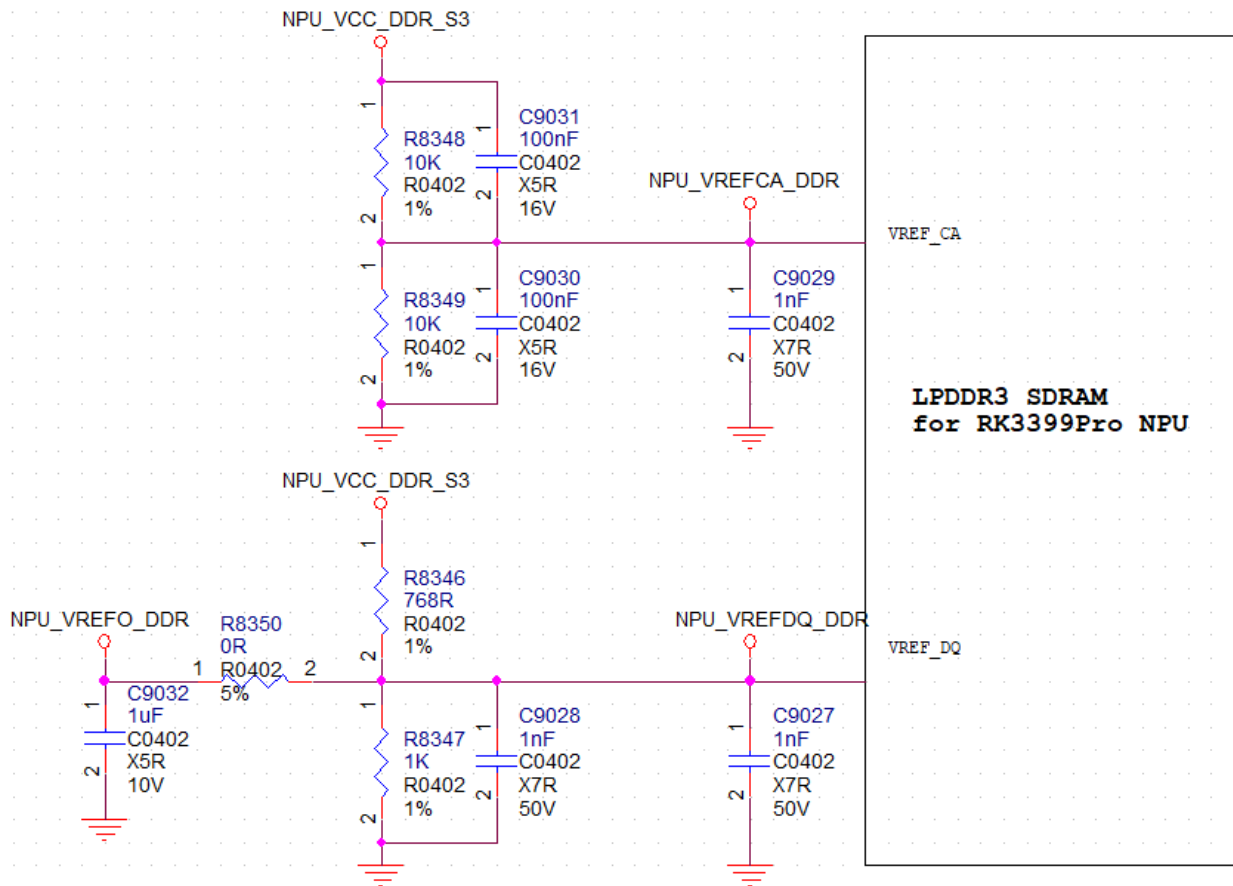 NPU_VCC_DDR_S3
1
R8348
10K
R0402
1%
2
1
C9031
100nF
C0402
X5R
16V
2
NPU_VREFCA_DDR
VREF_CA
1
R8349
10K
R0402
1%
2
1
C9030
100nF
C0402
X5R
16V
2
1
C9029
1nF
C0402
X7R
50V
2
LPDDR3 SDRAM
for RK3399Pro NPU
NPU_VCC_DDR_S3
1
R8346
768R
R0402
1%
2
NPU_VREFO_DDR
R8350
0R
R0402
5%
1
2
NPU_VREFDQ_DDR
VREF_DQ
1
C9032
1uF
C0402
X5R
10V
2
1
R8347
1K
R0402
1%
2
1
C9028
1nF
C0402
X7R
50V
2
1
C9027
1nF
C0402
X7R
50V
2